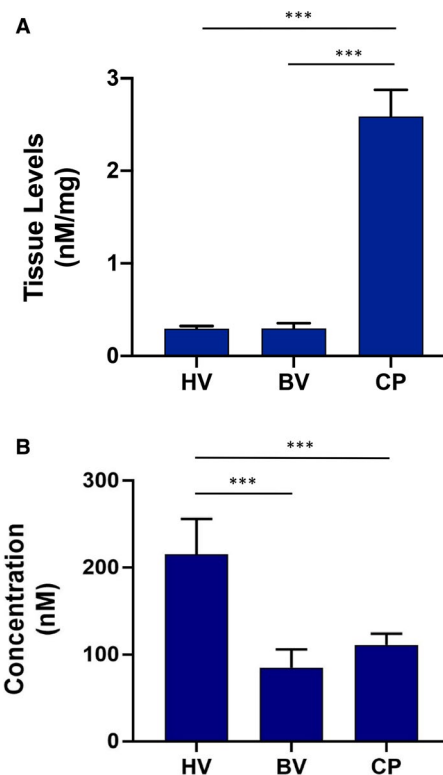 A
***
***
3
2
1
0
Tissue Levels
(nM/mg)
HV BV CP
B
***
***
300
200
100
0
Concentration
(nM)
HV BV CP